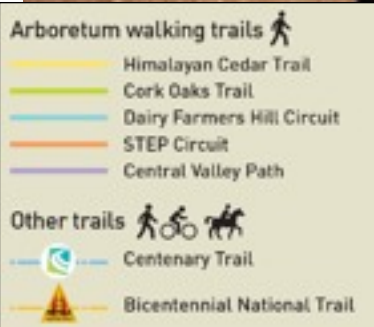 Arboretum walking trails
Himalayan Cedar Trail
Cork Oaks Trail
Dairy Farmers Hill Circuit
STEP Circuit
Central Valley Path
Other trails
Centenary Trail
Bicentennial National Trail